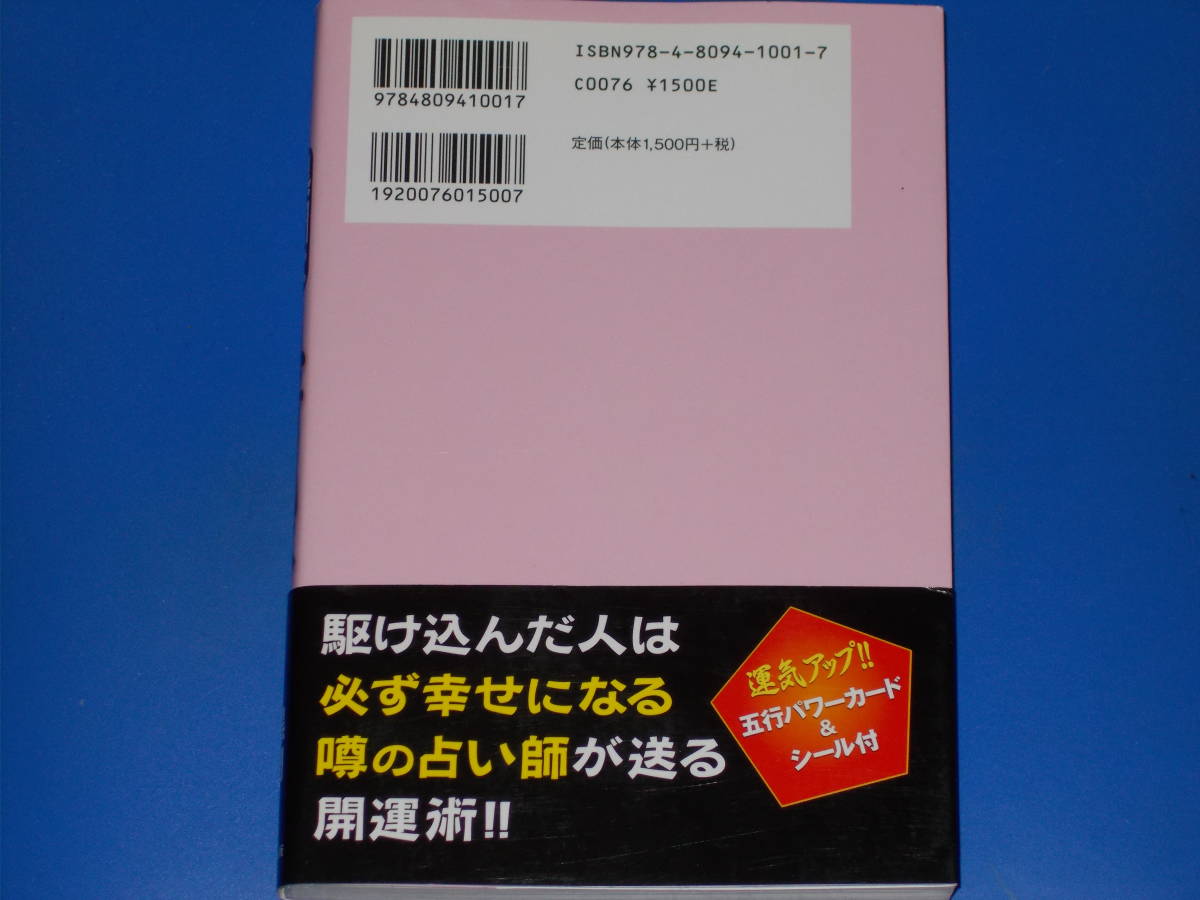 ISBN978-4-8094-1001-7
C0076 ¥1500E
9784809410017
定価(本体1,500円+税)
1920076015007
駆け込んだ人は
必ず幸せになる
噂の占い師が送る
開運術!!
運気アップ!!
五行パワーカード
&
シール付